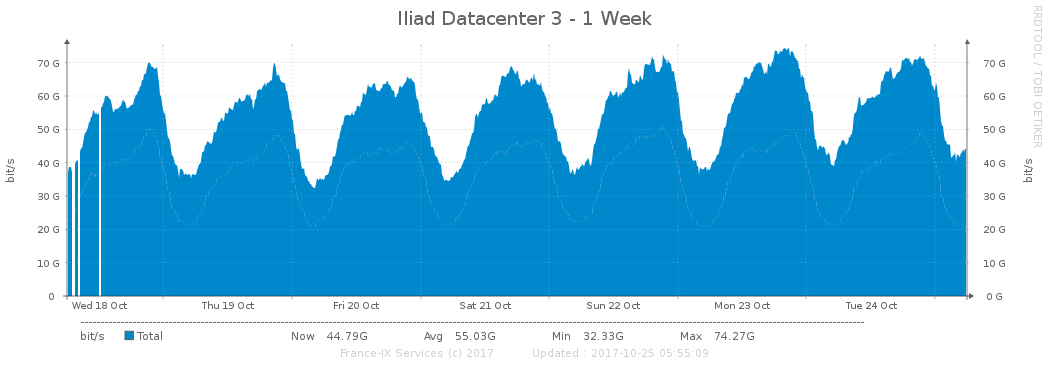 Iliad Datacenter 3 - 1 Week
RRDTOOL / TOBI OETIKER
bit/s
70 G 70 G
60 G 60 G
50 G 50 G
40 G 40 G
30 G 30 G
20 G 20 G
10 G 10 G
0 0 G
bit/s
Wed 18 Oct Thu 19 Oct Fri 20 Oct Sat 21 Oct Sun 22 Oct Mon 23 Oct Tue 24 Oct
bit/s Total Now 44.79G Avg 55.03G Min 32.33G Max 74.27G
France-IX Services (c) 2017 Updated : 2017-10-25 05:55:09